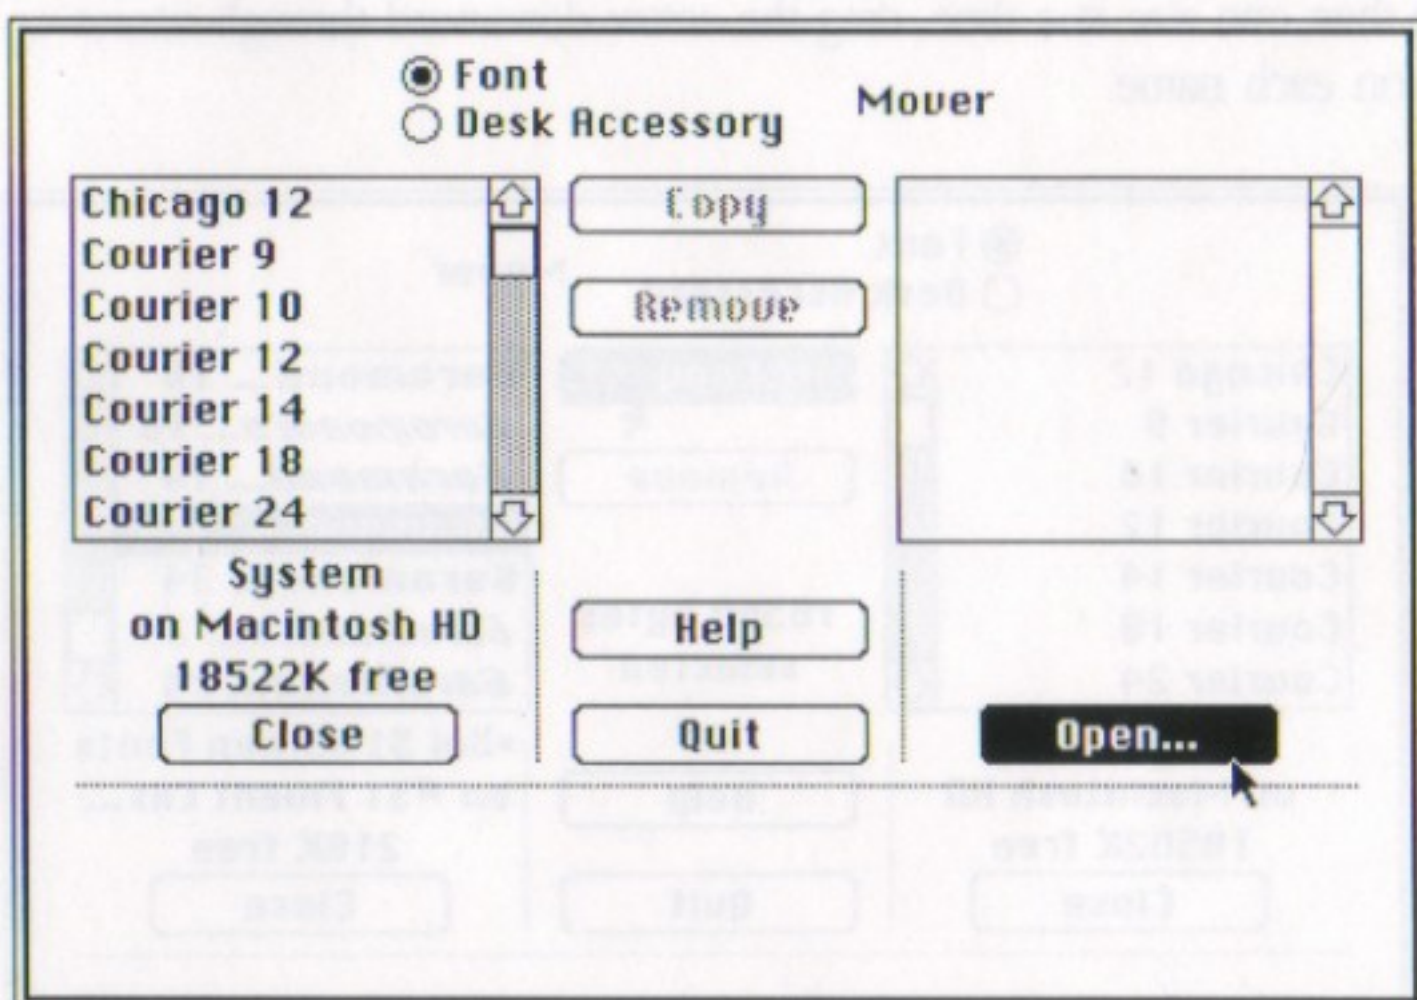 Font
Desk Accessory
Mover
Chicago 12
Courier 9
Courier 10
Courier 12
Courier 14
Courier 18
Courier 24
Copy
Remove
System
on Macintosh HD
18522K free
Close
Help
Quit
Open...